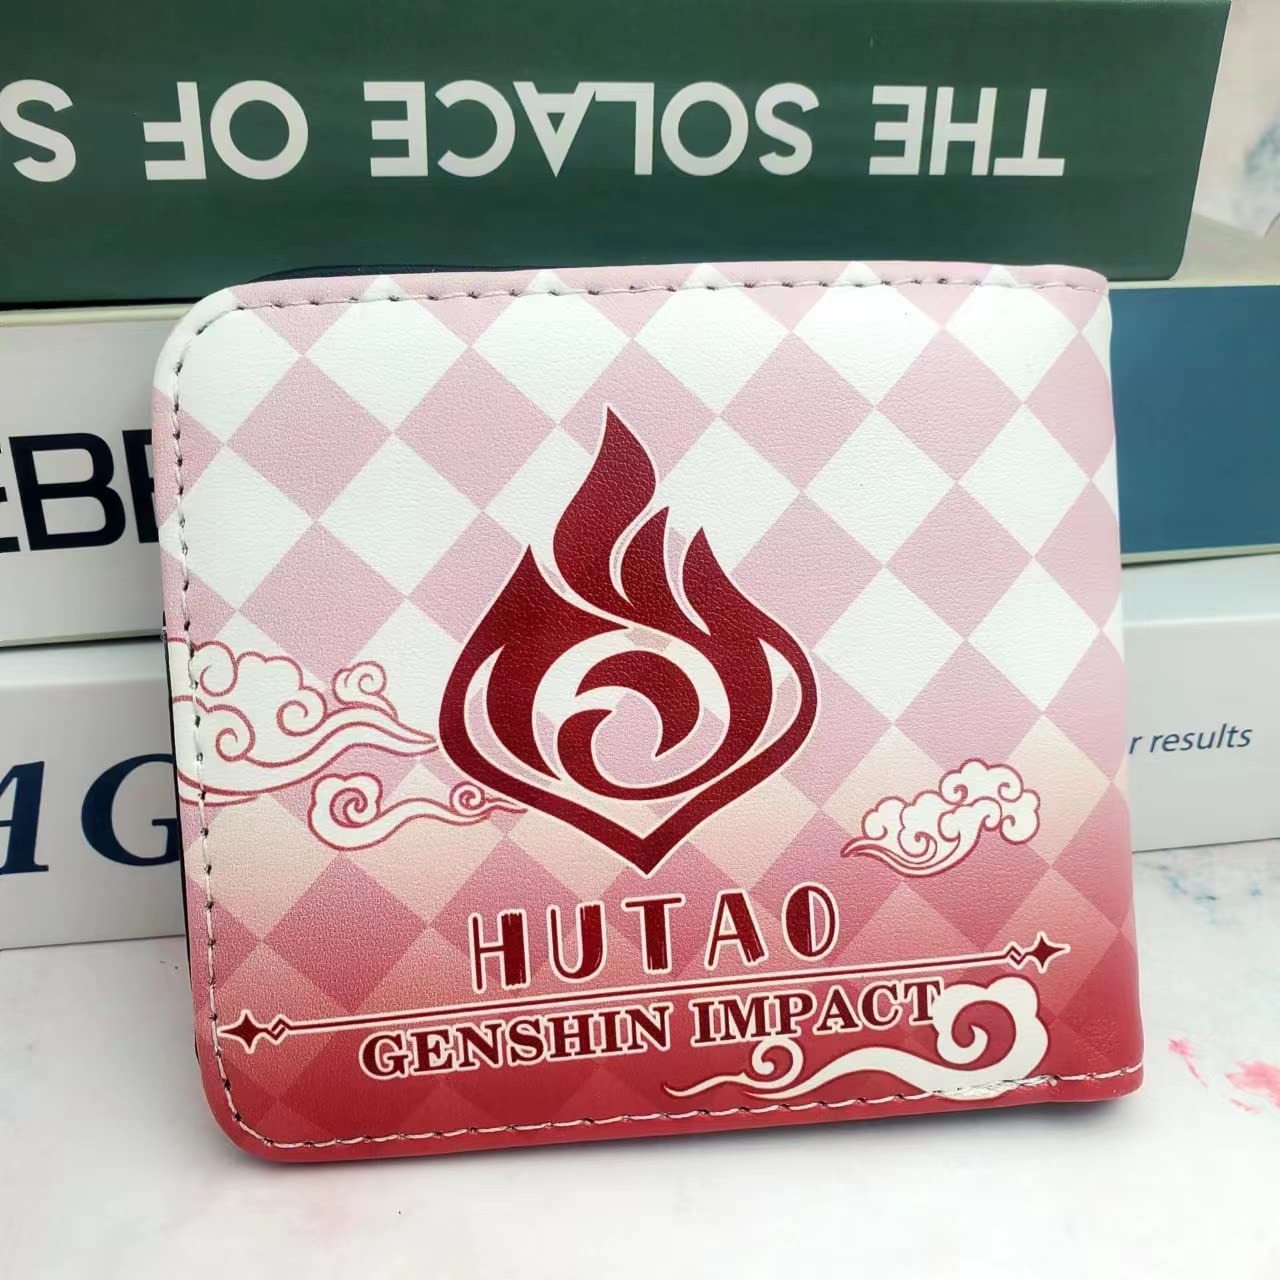 THE SOLACE OF S
EBE
AG
r results
HUTAO
GENSHIN IMPACT